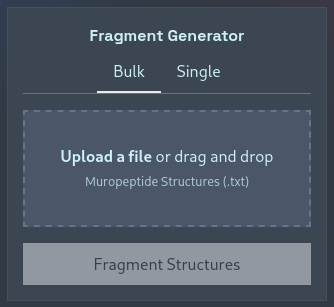 Fragment Generator
Bulk Single
Upload a file or drag and drop
Muropeptide Structures (.txt)
Fragment Structures